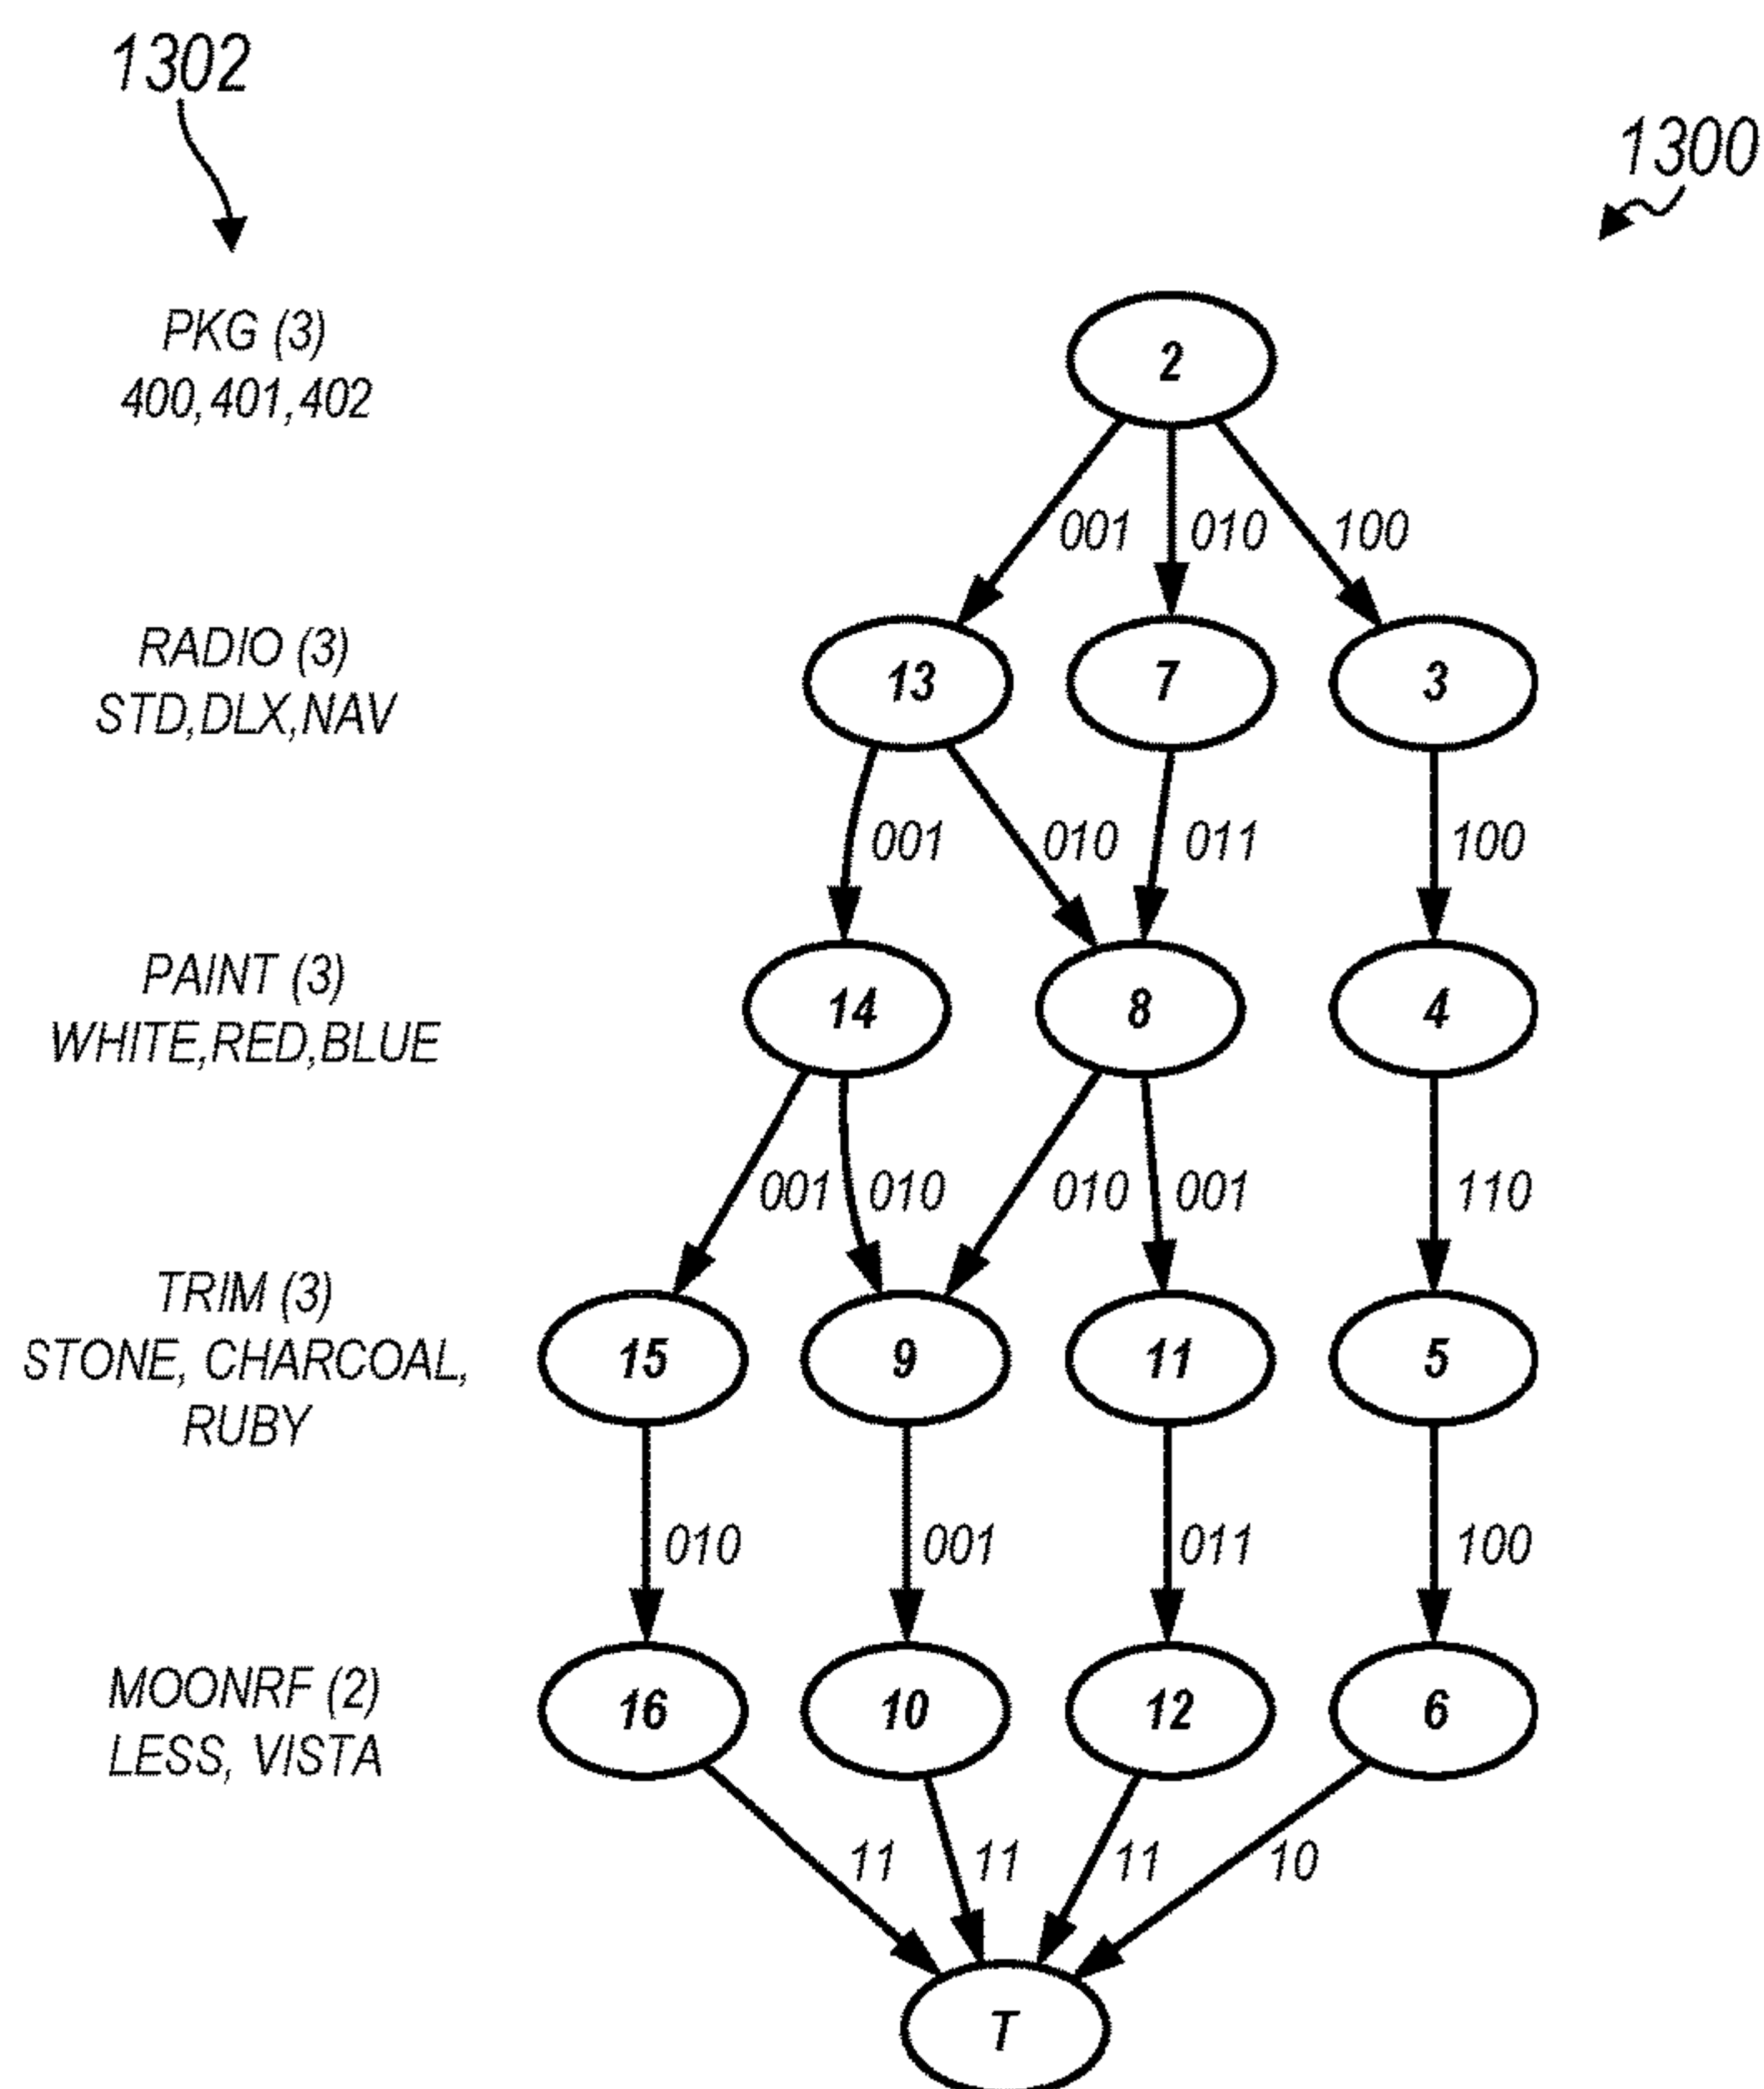 1302
1300
PKG (3)
400,401,402
2
001 010 100
RADIO (3)
STD,DLX,NAV
13 7 3
001 010 011 100
PAINT (3)
WHITE,RED,BLUE
14 8 4
001 010 010 001 110
TRIM (3)
STONE, CHARCOAL,
RUBY
15 9 11 5
010 001 011 100
MOONRF (2)
LESS, VISTA
16 10 12 6
11 11 11 10
T